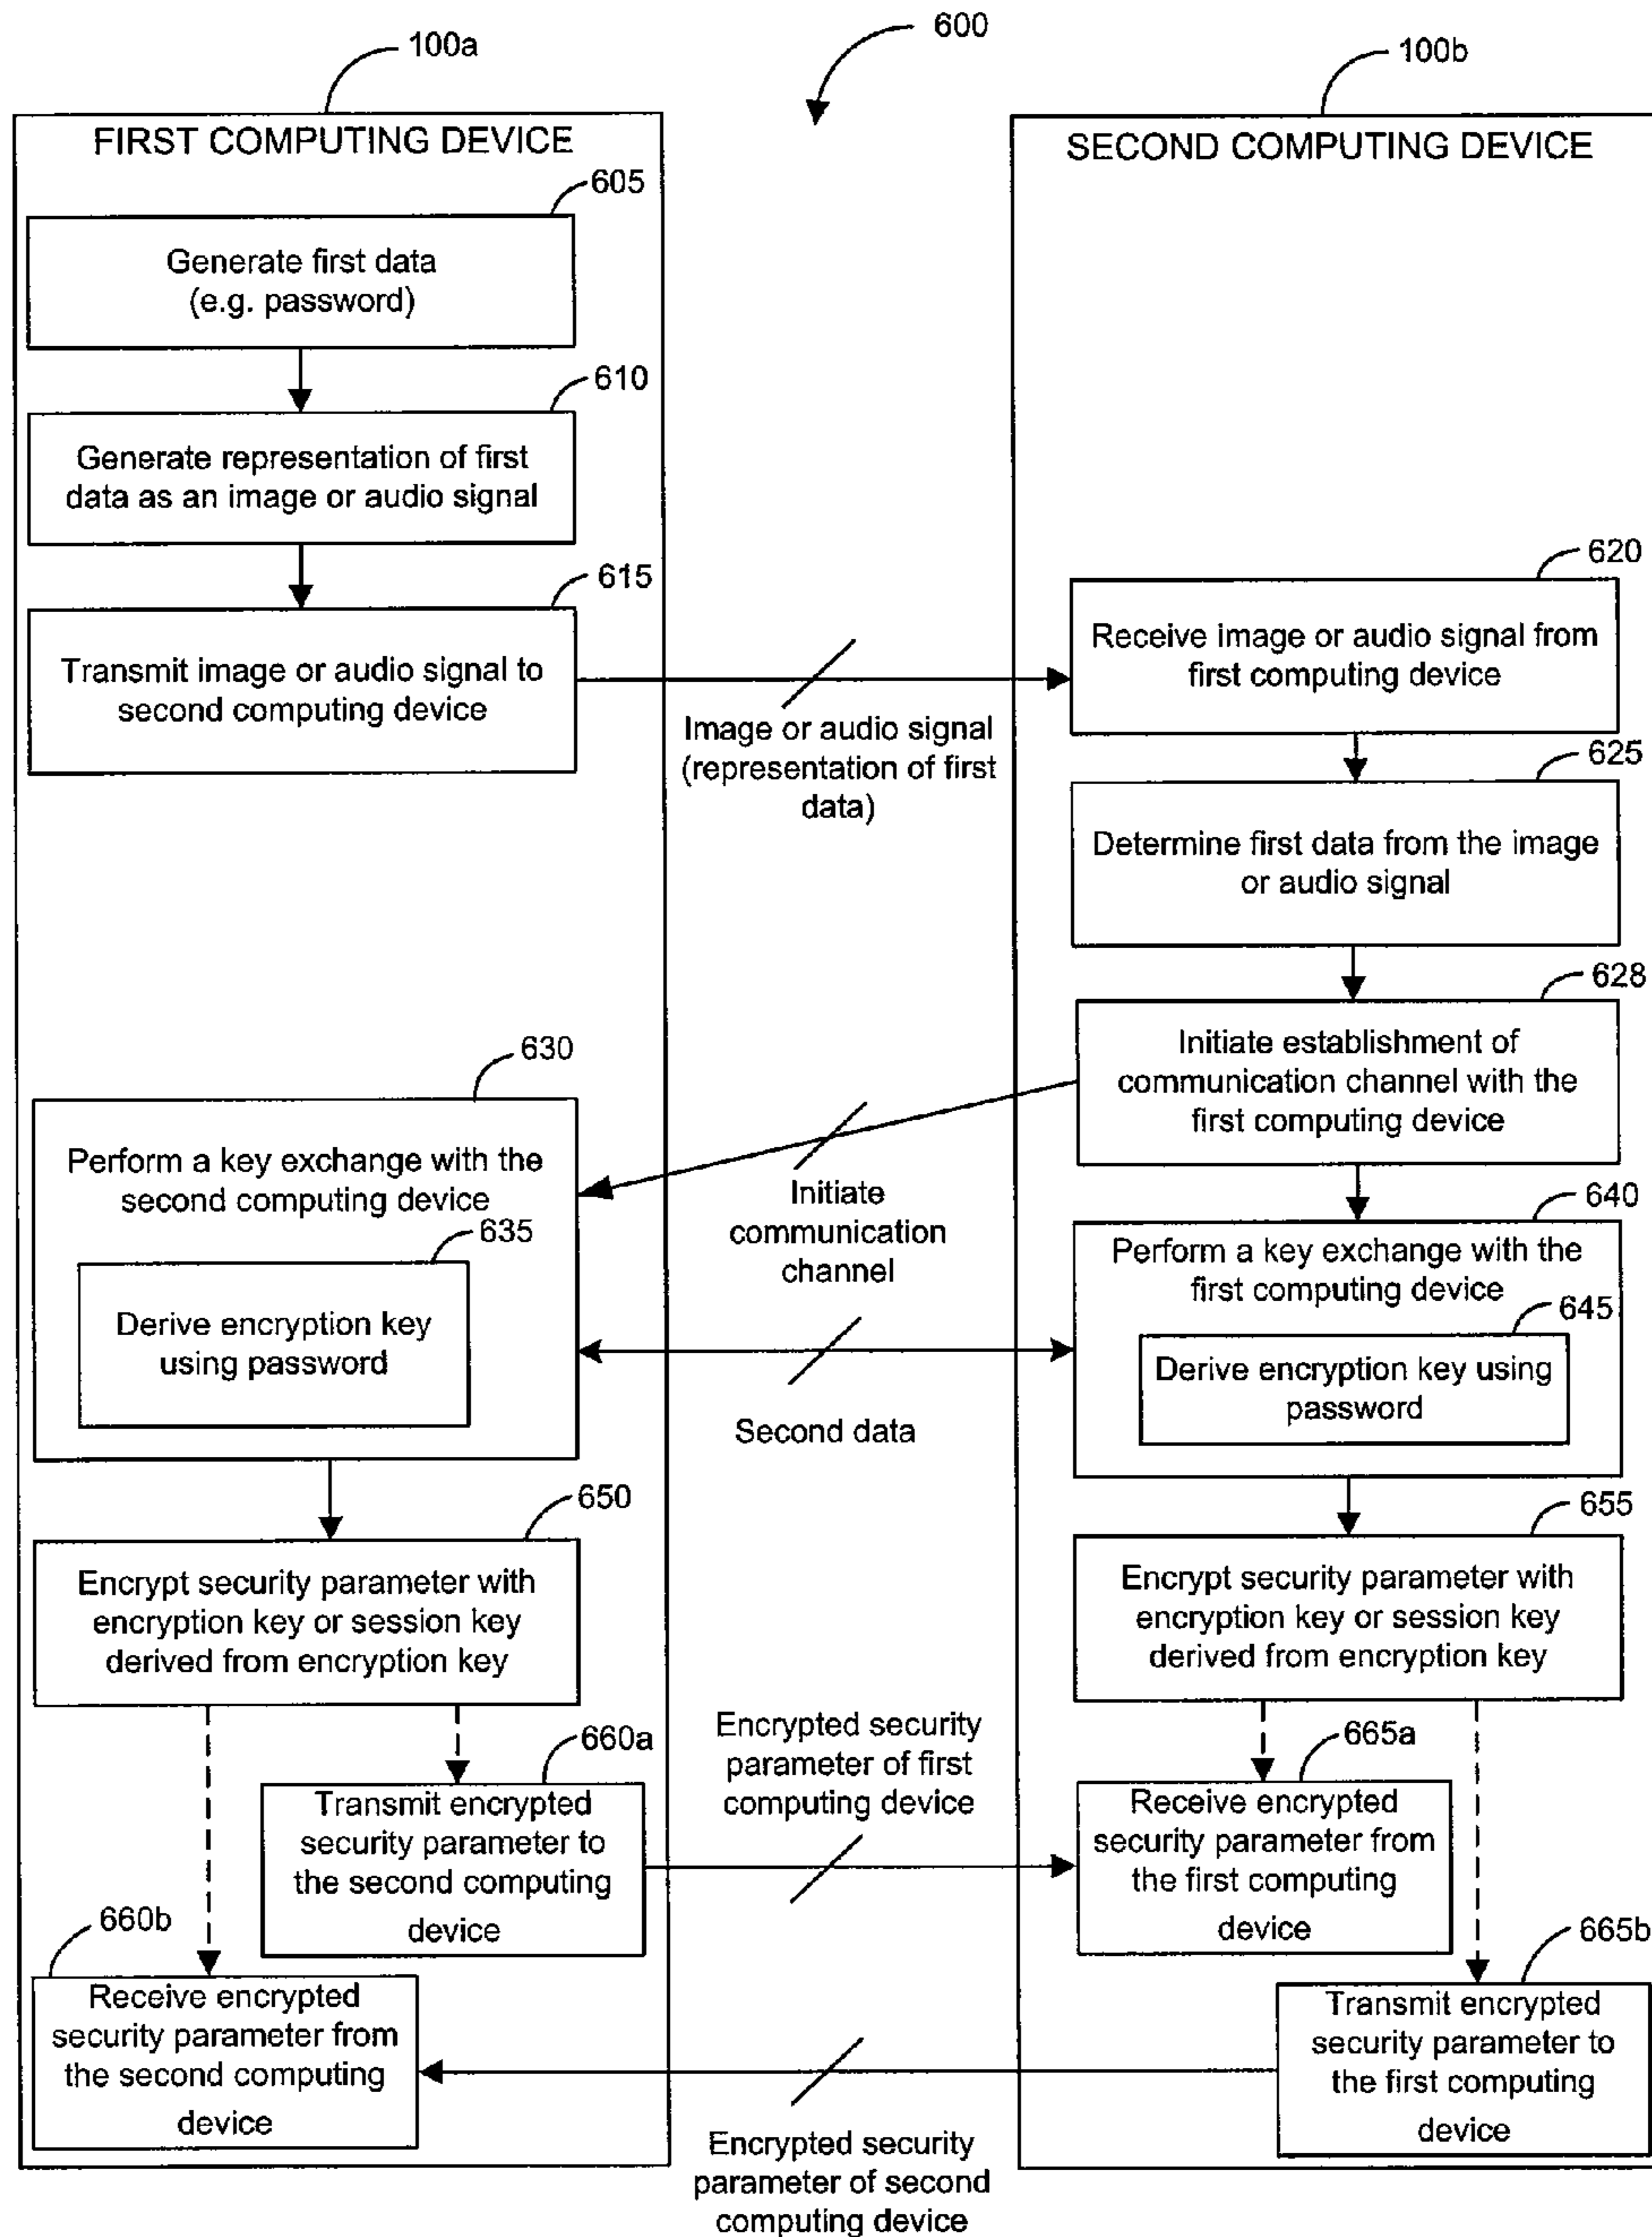 600
100a
100b
FIRST COMPUTING DEVICE
SECOND COMPUTING DEVICE
605
Generate first data
(e.g. password)
610
Generate representation of first
data as an image or audio signal
615
Transmit image or audio signal to
second computing device
Image or audio signal
(representation of first
data)
620
Receive image or audio signal from
first computing device
625
Determine first data from the image
or audio signal
628
Initiate establishment of
communication channel with the
first computing device
Initiate
communication
channel
630
Perform a key exchange with the
second computing device
635
Derive encryption key
using password
Second data
640
Perform a key exchange with the
first computing device
645
Derive encryption key using
password
650
Encrypt security parameter with
encryption key or session key
derived from encryption key
655
Encrypt security parameter with
encryption key or session key
derived from encryption key
660a
Transmit encrypted
security parameter to
the second computing
device
Encrypted security
parameter of first
computing device
665a
Receive encrypted
security parameter from
the first computing
device
660b
Receive encrypted
security parameter from
the second computing
device
665b
Transmit encrypted
security parameter to
the first computing
device
Encrypted security
parameter of second
computing device